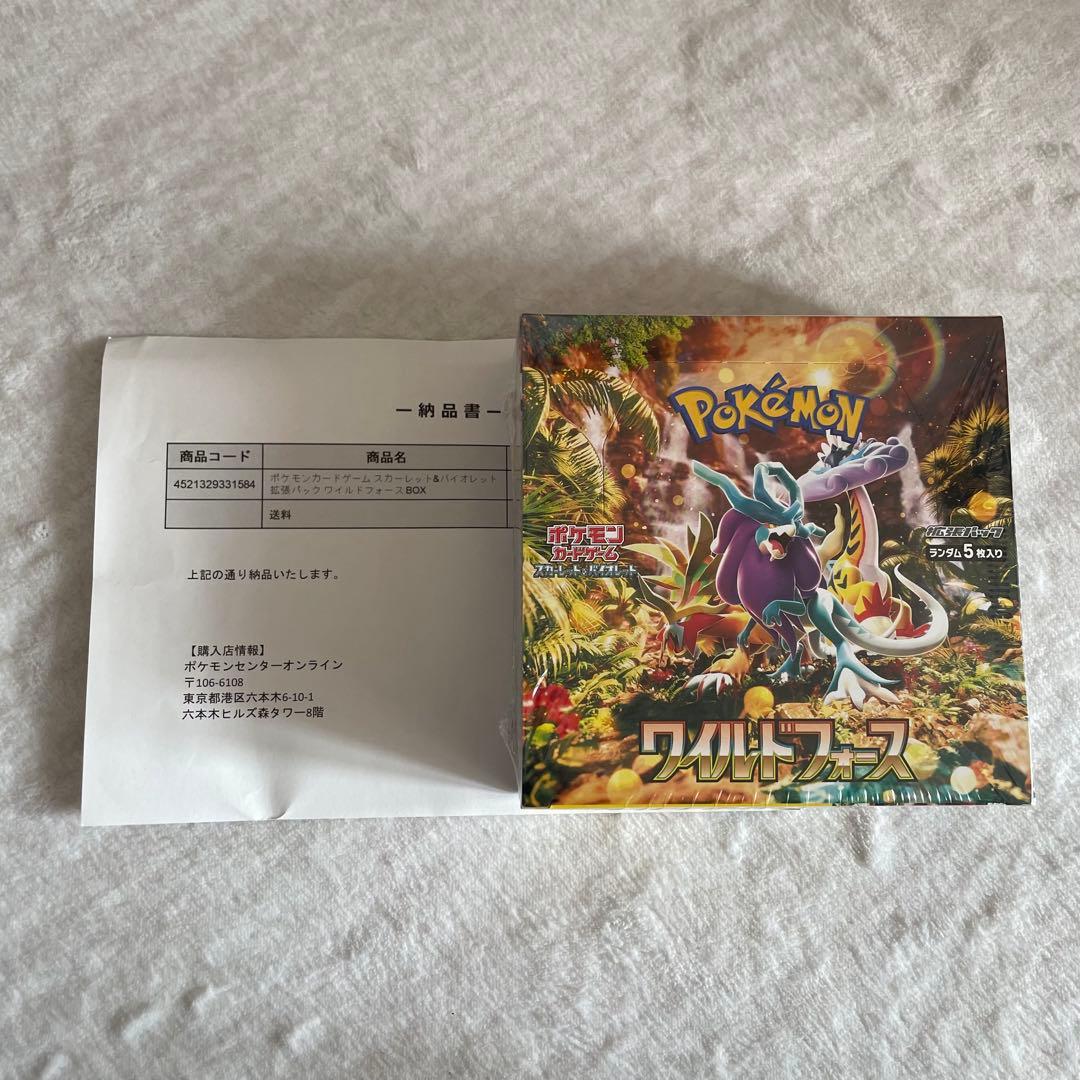 ー納品書ー
商品コード 商品名
4521329331584 ポケモンカードゲーム スカーレット&バイオレット
拡張パック ワイルドフォースBOX
送料
上記の通り納品いたします。
【購入店情報】
ポケモンセンターオンライン
〒106-6108
東京都港区六本木6-10-1
六本木ヒルズ森タワー8階
POKéMON
ポケモン
カードゲーム
スカーレット&バイオレット
拡張パック
ランダム5枚入り
ワイルドフォース